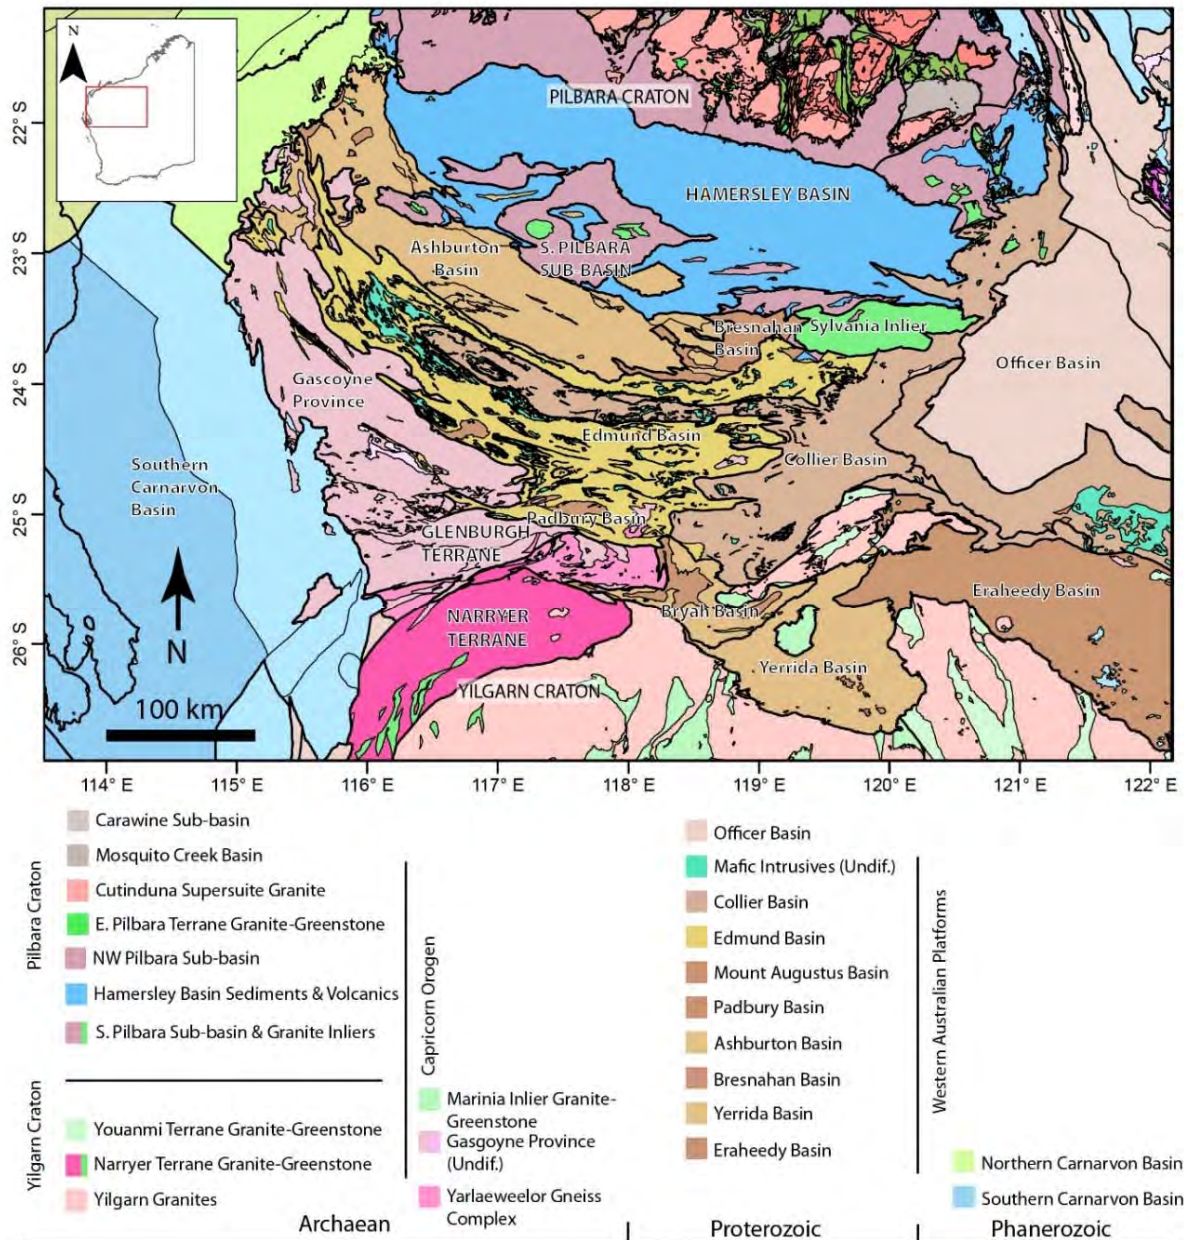 N
PILBARA CRATON
22° S
HAMERSLEY BASIN
Ashburton
Basin
S. PILBARA
SUB-BASIN
23° S
Bresnahan
Basin
Sylvania Inlier
Officer Basin
Gascoyne
Province
24° S
Edmund Basin
Collier Basin
Southern
Carnarvon
Basin
25° S
Padbury Basin
GLENBURGH
TERRANE
Eraheedy Basin
Bryah Basin
NARRYER
TERRANE
26° S
N
Yerrida Basin
YILGARN CRATON
100 km
114° E
115° E
116° E
117° E
118° E
119° E
120° E
121° E
122° E
Pilbara Craton
Carawine Sub-basin
Mosquito Creek Basin
Cutinduna Supersuite Granite
E. Pilbara Terrane Granite-Greenstone
NW Pilbara Sub-basin
Hamersley Basin Sediments & Volcanics
S. Pilbara Sub-basin & Granite Inliers
Yilgarn Craton
Youanmi Terrane Granite-Greenstone
Narryer Terrane Granite-Greenstone
Yilgarn Granites
Capricorn Orogen
Marinia Inlier Granite-
Greenstone
Gasgoyne Province
(Undif.)
Yarlaeweelor Gneiss
Complex
Officer Basin
Mafic Intrusives (Undif.)
Collier Basin
Edmund Basin
Mount Augustus Basin
Padbury Basin
Ashburton Basin
Bresnahan Basin
Yerrida Basin
Eraheedy Basin
Western Australian Platforms
Northern Carnarvon Basin
Southern Carnarvon Basin
Archaean
Proterozoic
Phanerozoic